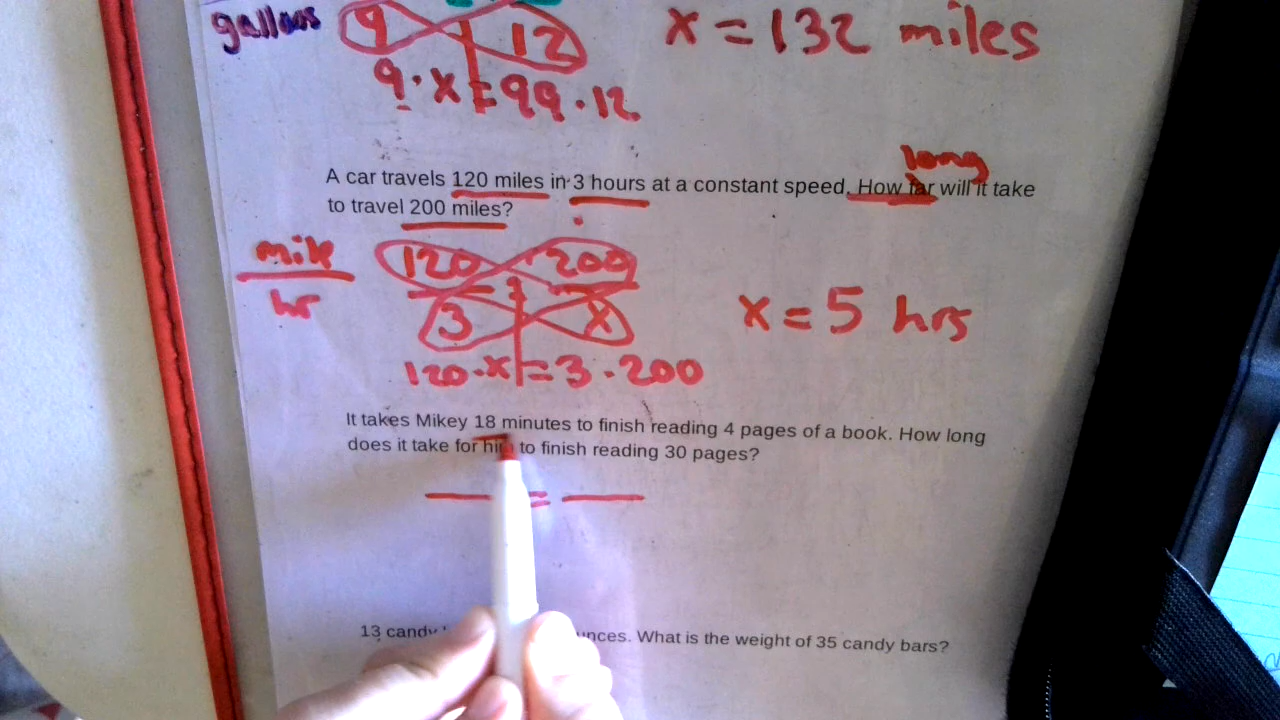 gallons 9 12 x = 132 miles
9 · x = 99 · 12
long
A car travels 120 miles in 3 hours at a constant speed. How far will it take
to travel 200 miles?
mile 120 200
hr 3 x x = 5 hrs
120 · x = 3 · 200
It takes Mikey 18 minutes to finish reading 4 pages of a book. How long
does it take for him to finish reading 30 pages?
=
13 candy What is the weight of 35 candy bars?